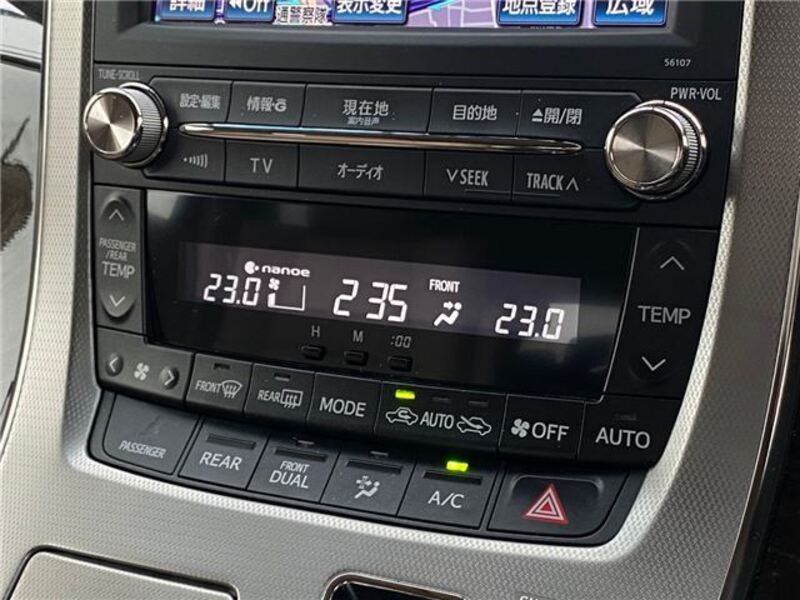 詳細
Off
表示変更
地点登録
広域
56107
TUNE・SCROLL
PWR・VOL
設定・編集
情報・G
現在地
案内音声
目的地
▲開/閉
TV
オーディオ
∨SEEK
TRACK∧
PASSENGER
/REAR
TEMP
nanoe
23.0
2:35
FRONT
23.0
TEMP
H
M
:00
FRONT
REAR
MODE
AUTO
OFF
AUTO
PASSENGER
REAR
FRONT
DUAL
A/C